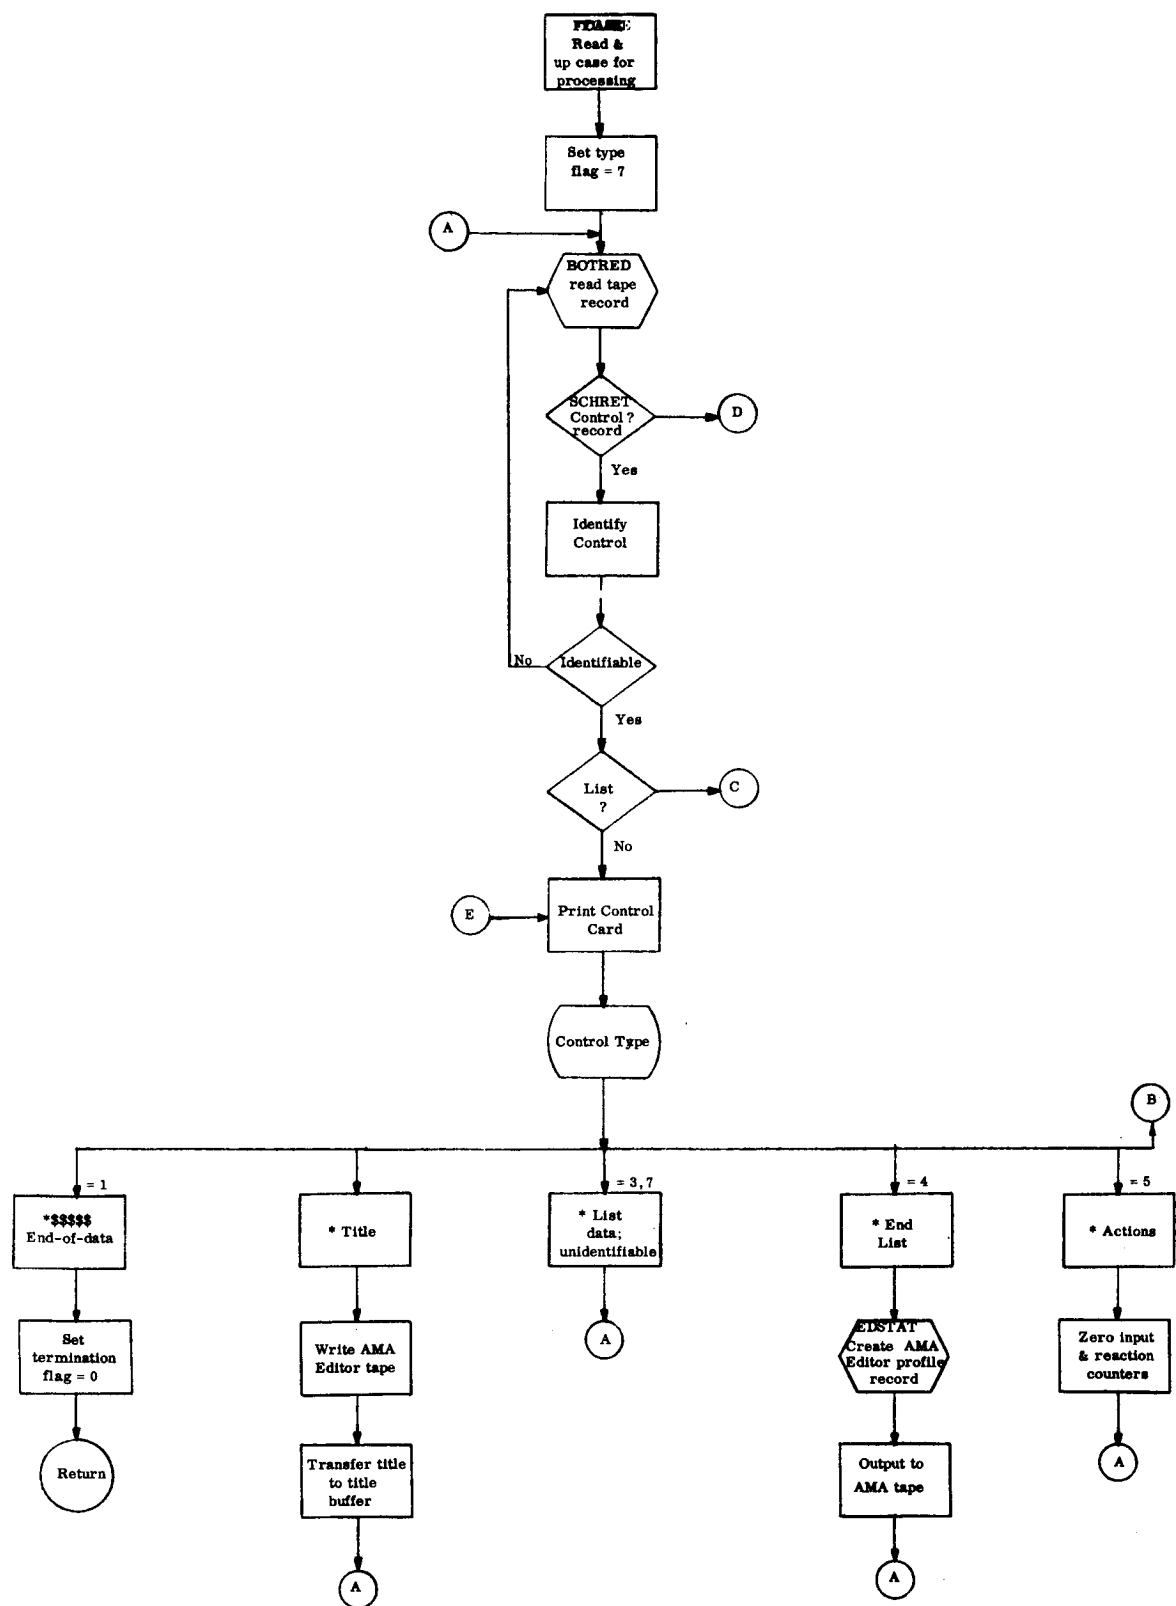 Read &
up case for
processing
Set type
flag = 7
A
BOTRED
read tape
record
SCHRET
Control ?
record
D
Yes
Identify
Control
Identifiable
No
Yes
List
?
C
No
E
Print Control
Card
Control Type
B
= 1
*$$$$$
End-of-data
* Title
= 3,7
* List
data;
unidentifiable
= 4
* End
List
= 5
* Actions
Set
termination
flag = 0
Write AMA
Editor tape
A
EDSTAT
Create AMA
Editor profile
record
Zero input
& reaction
counters
Return
Transfer title
to title
buffer
Output to
AMA tape
A
A
A